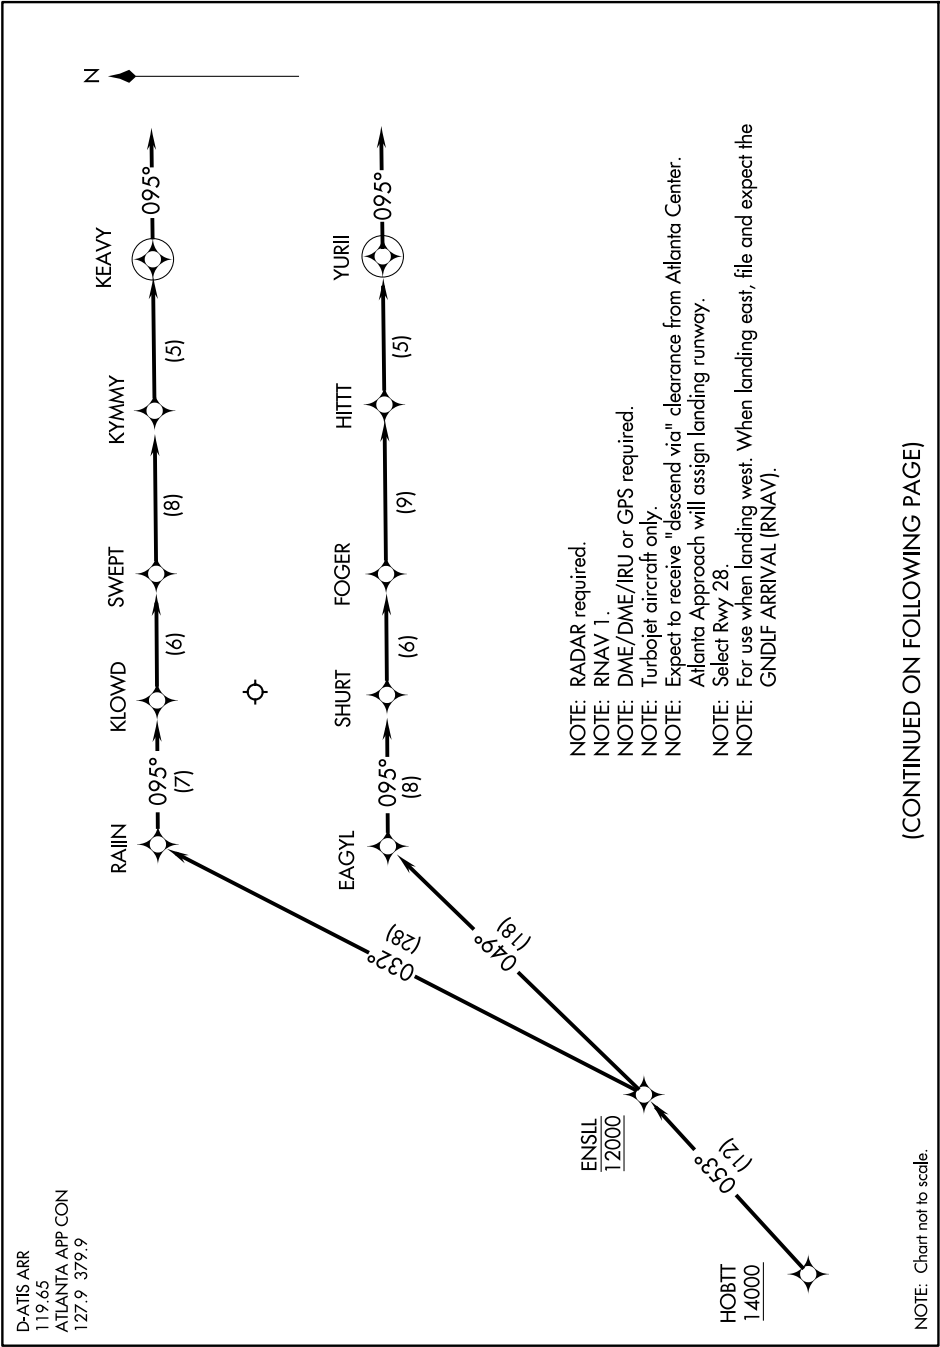 D-ATIS ARR
119.65
ATLANTA APP CON
127.9 379.9
N
RAIIN
095°
(7)
KLOWD
(6)
SWEPT
(8)
KYMMY
(5)
KEAVY
095°
EAGYL
095°
(8)
SHURT
(6)
FOGER
(9)
HITTT
(5)
YURII
095°
032°
(28)
049°
(18)
ENSLL
12000
053°
(12)
HOBTT
14000
NOTE: RADAR required.
NOTE: RNAV 1.
NOTE: DME/DME/IRU or GPS required.
NOTE: Turbojet aircraft only.
NOTE: Expect to receive "descend via" clearance from Atlanta Center.
Atlanta Approach will assign landing runway.
NOTE: Select Rwy 28.
NOTE: For use when landing west. When landing east, file and expect the
GNDLF ARRIVAL (RNAV).
(CONTINUED ON FOLLOWING PAGE)
NOTE: Chart not to scale.